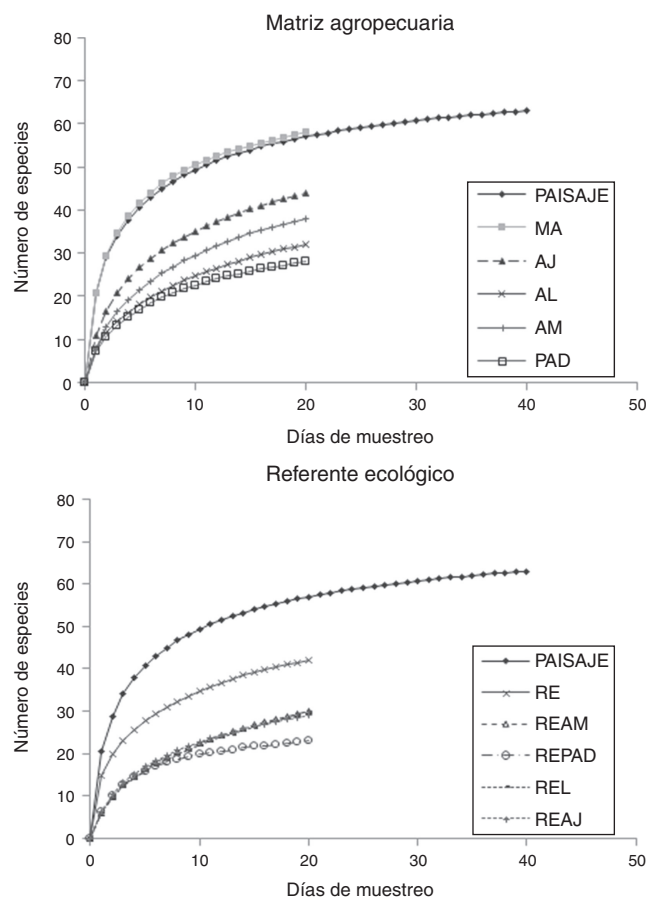 Matriz agropecuaria
80
70
60
50
40
30
20
10
0
Número de especies
PAISAJE
MA
AJ
AL
AM
PAD
0 10 20 30 40 50
Días de muestreo
Referente ecológico
80
70
60
50
40
30
20
10
0
Número de especies
PAISAJE
RE
REAM
REPAD
REL
REAJ
0 10 20 30 40 50
Días de muestreo